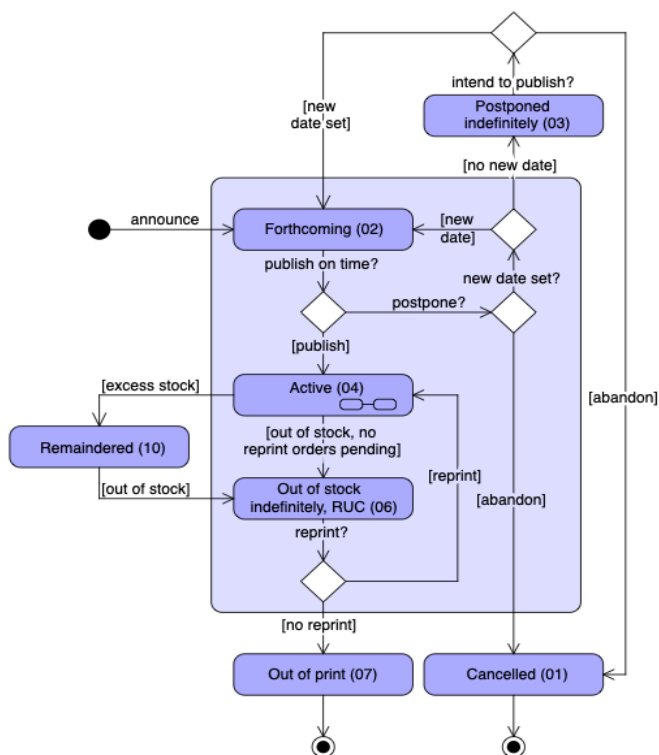 intend to publish?
[new
date set]
Postponed
indefinitely (03)
[no new date]
announce
Forthcoming (02)
[new
date]
publish on time?
new date set?
postpone?
[publish]
[excess stock]
Active (04)
[abandon]
[out of stock, no
reprint orders pending]
Remaindered (10)
[reprint]
[out of stock]
Out of stock
indefinitely, RUC (06)
[abandon]
reprint?
[no reprint]
Out of print (07)
Cancelled (01)